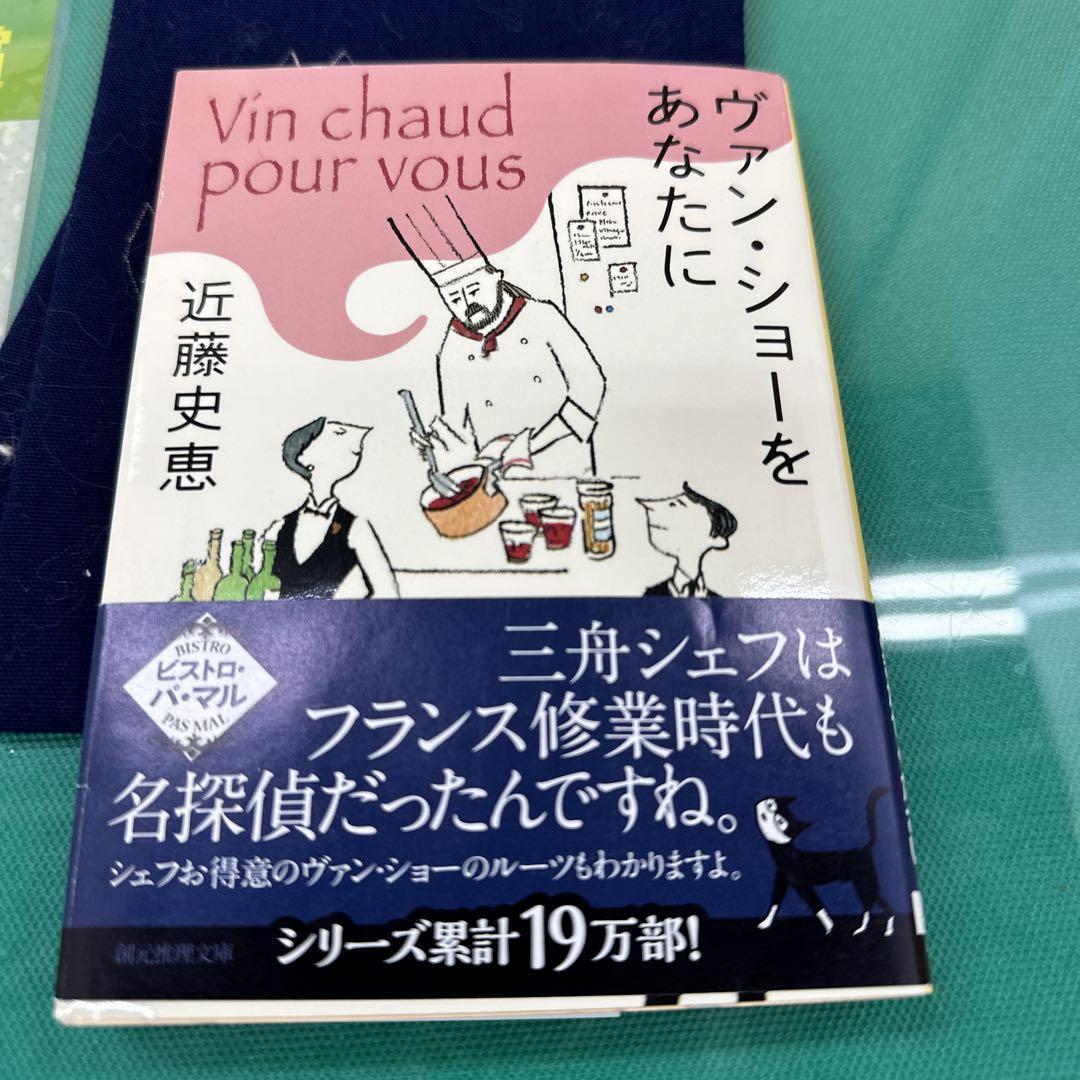 Vin chaud
pour vous
ヴァン・ショーを
あなたに
近藤史恵
BISTRO
ビストロ・
パ・マル
PAS MAL
三舟シェフは
フランス修業時代も
名探偵だったんですね。
シェフお得意のヴァン・ショーのルーツもわかりますよ。
シリーズ累計19万部!
創元推理文庫